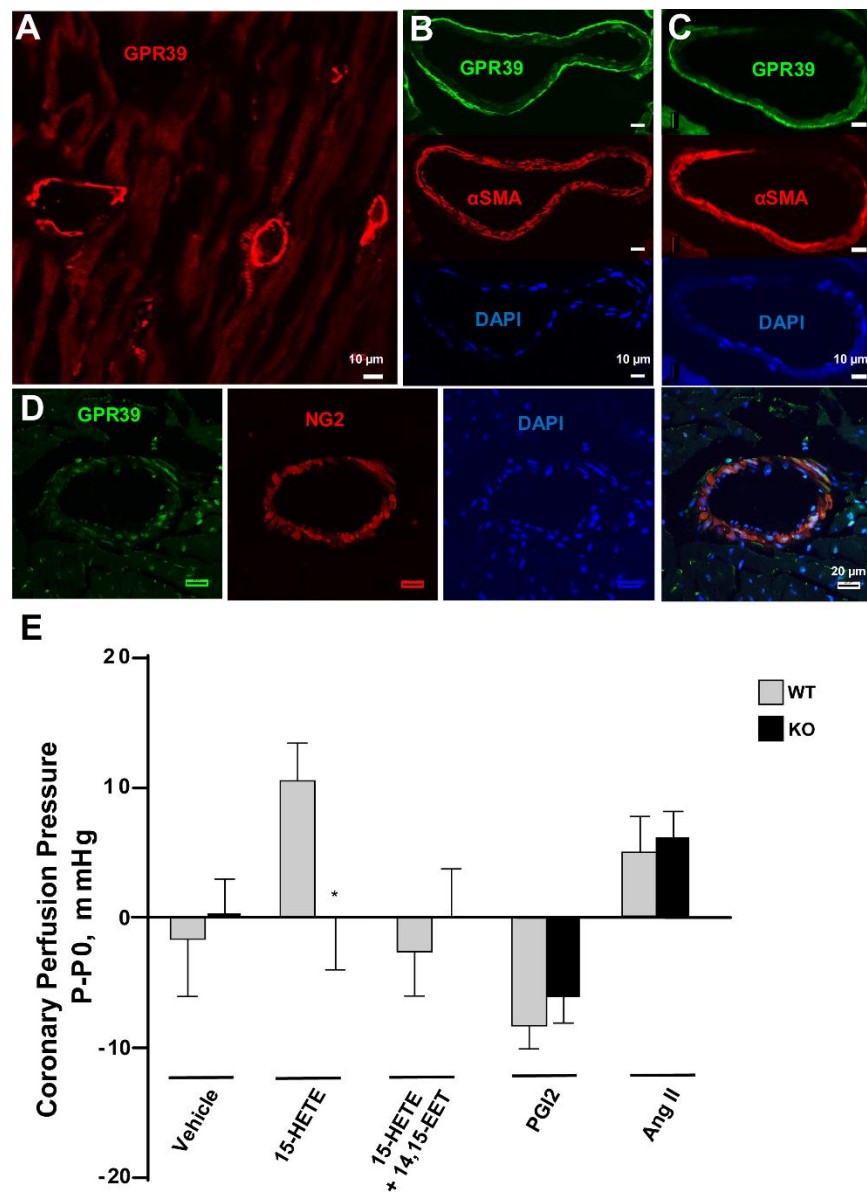 A
GPR39
10 µm
B
GPR39
αSMA
DAPI
10 µm
C
GPR39
αSMA
DAPI
10 µm
D
GPR39
NG2
DAPI
20 µm
E
Coronary Perfusion Pressure
P-P0, mmHg
20
10
0
-10
-20
*
WT
KO
Vehicle
15-HETE
15-HETE
+ 14,15-EET
PGI2
Ang II